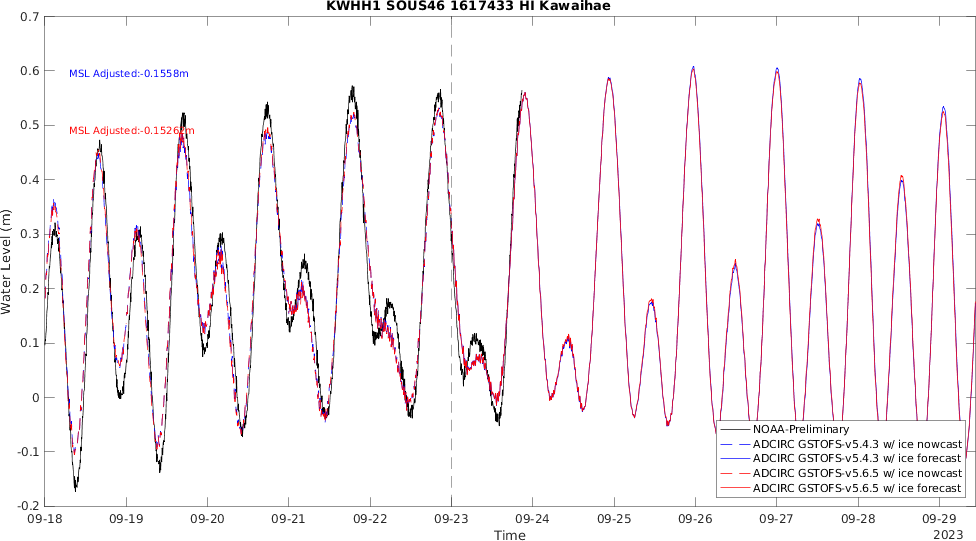 KWHH1 SOUS46 1617433 HI Kawaihae
0.7
0.6
0.5
0.4
0.3
0.2
0.1
0
-0.1
-0.2
Water Level (m)
MSL Adjusted:-0.1558m
MSL Adjusted:-0.15262m
NOAA-Preliminary
ADCIRC GSTOFS-v5.4.3 w/ ice nowcast
ADCIRC GSTOFS-v5.4.3 w/ ice forecast
ADCIRC GSTOFS-v5.6.5 w/ ice nowcast
ADCIRC GSTOFS-v5.6.5 w/ ice forecast
09-18 09-19 09-20 09-21 09-22 09-23 09-24 09-25 09-26 09-27 09-28 09-29
Time
2023